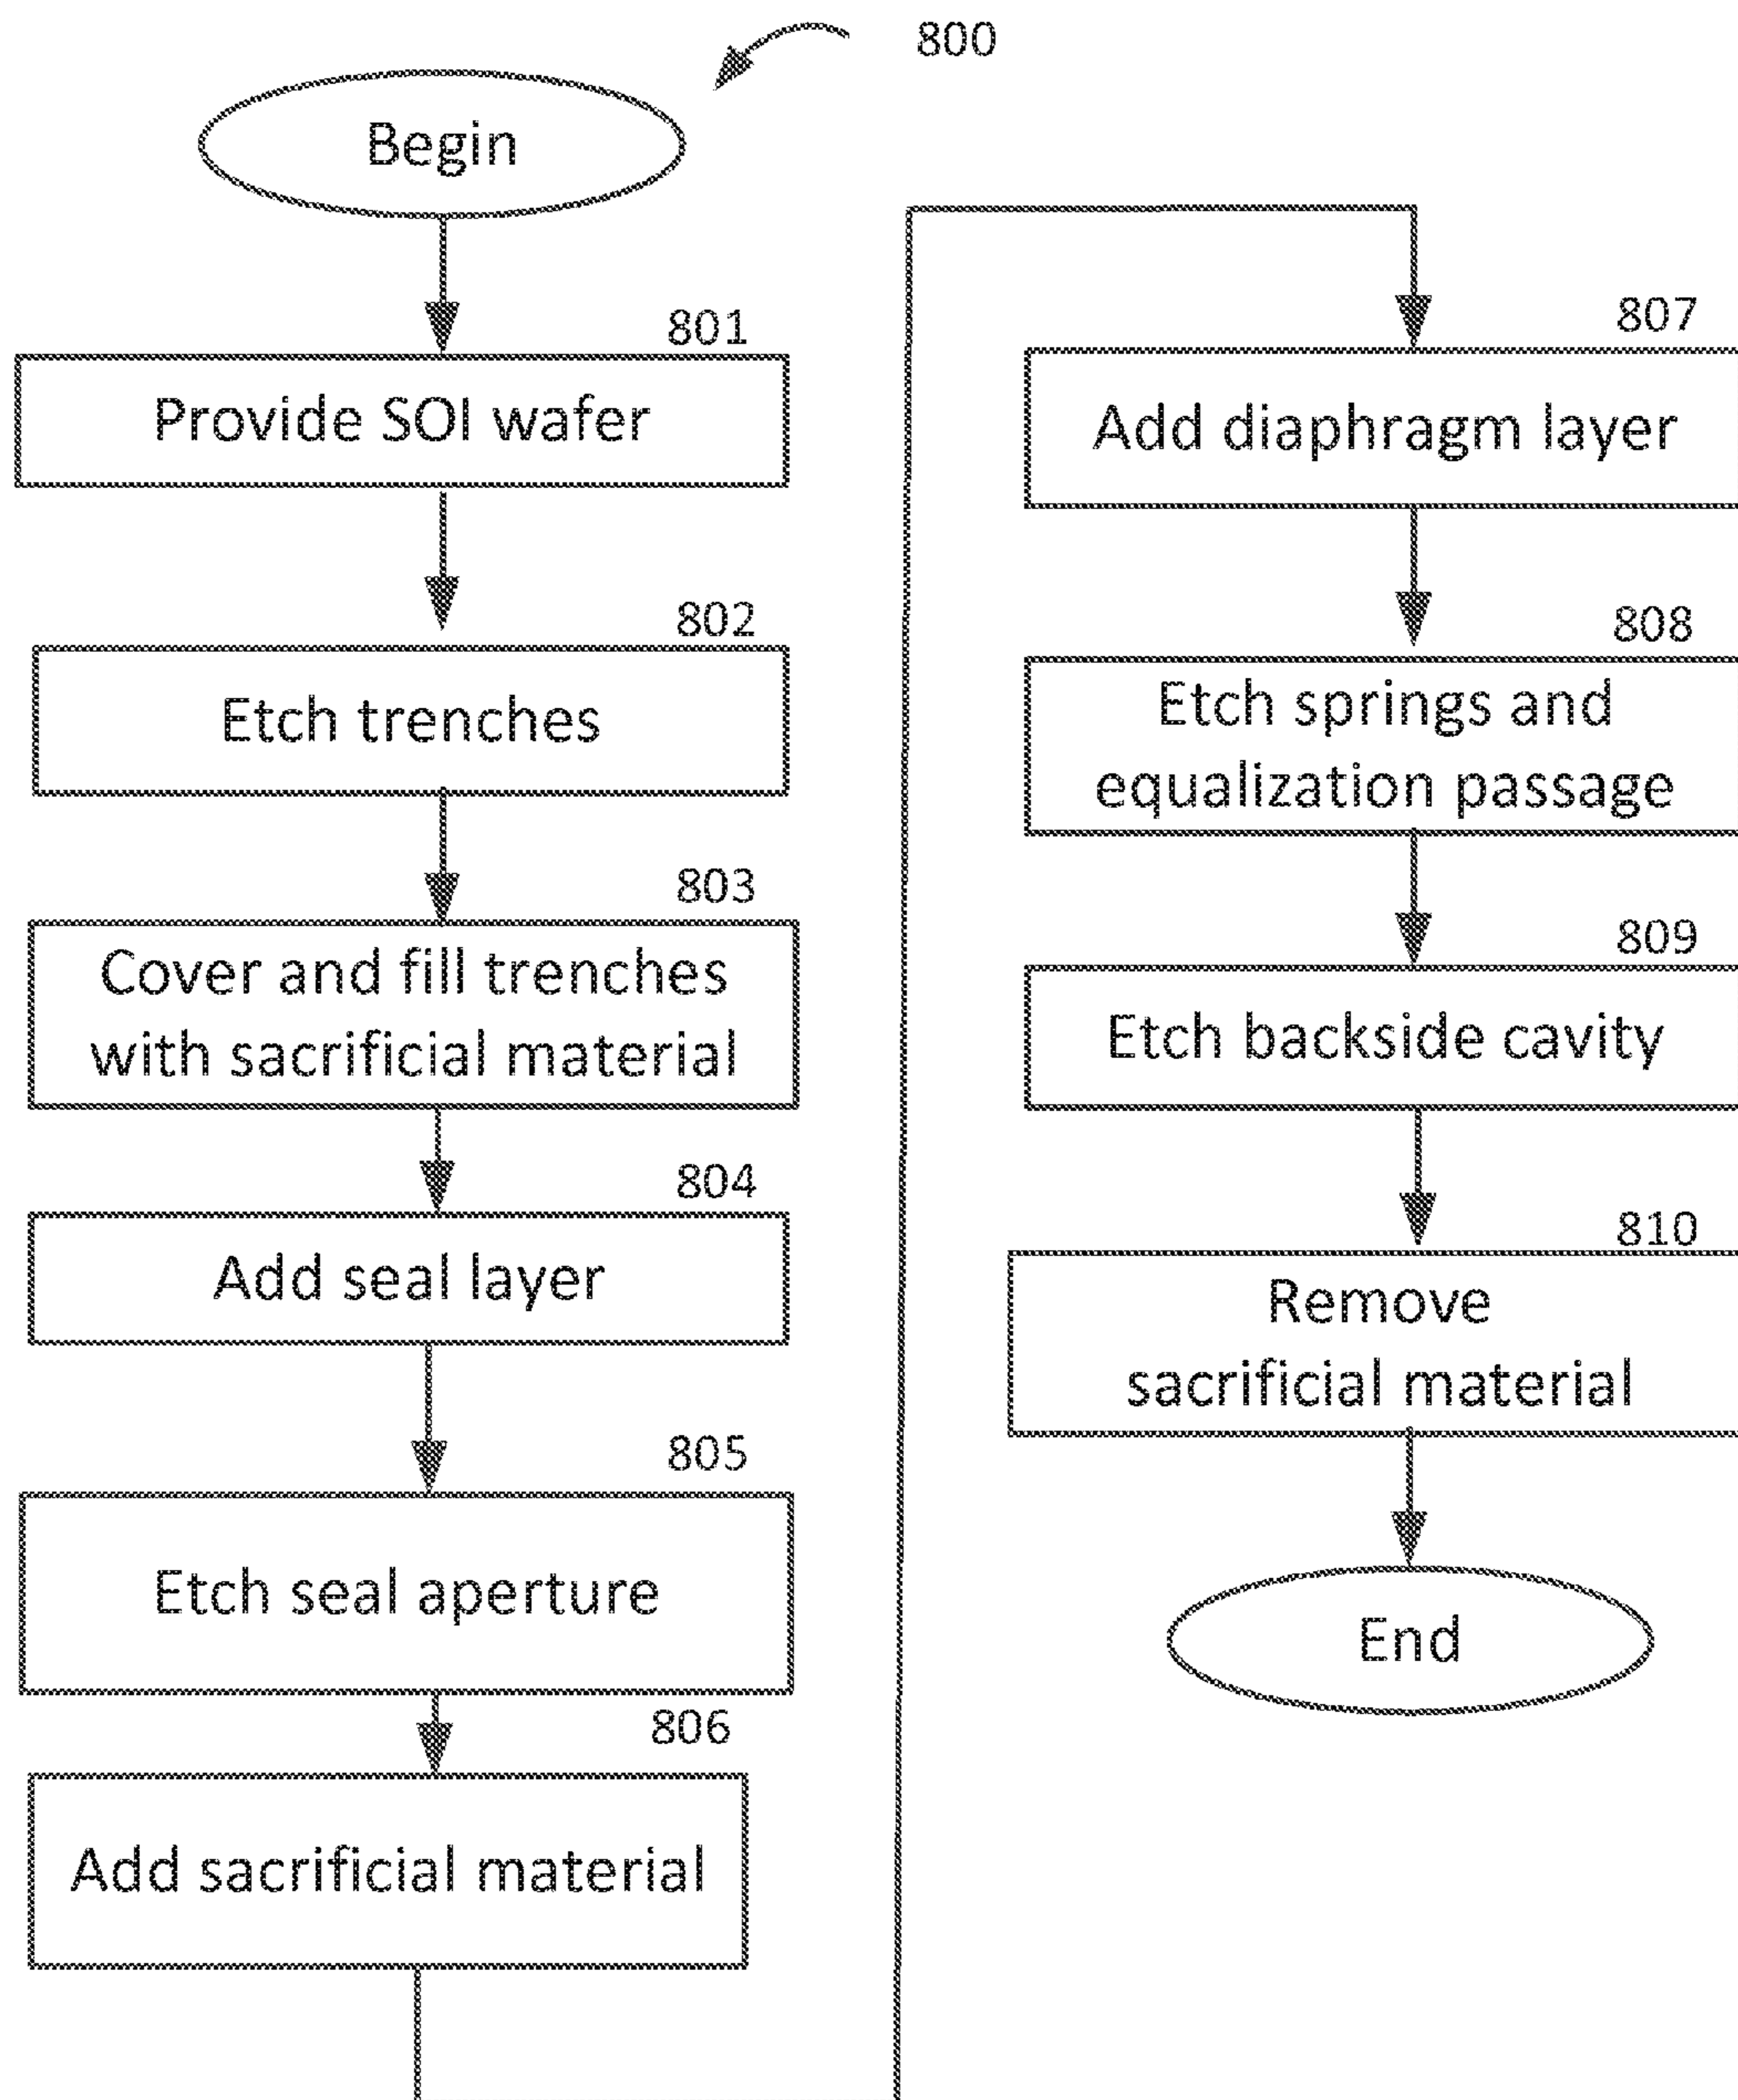 800
Begin
801
Provide SOI wafer
802
Etch trenches
803
Cover and fill trenches
with sacrificial material
804
Add seal layer
805
Etch seal aperture
806
Add sacrificial material
807
Add diaphragm layer
808
Etch springs and
equalization passage
809
Etch backside cavity
810
Remove
sacrificial material
End